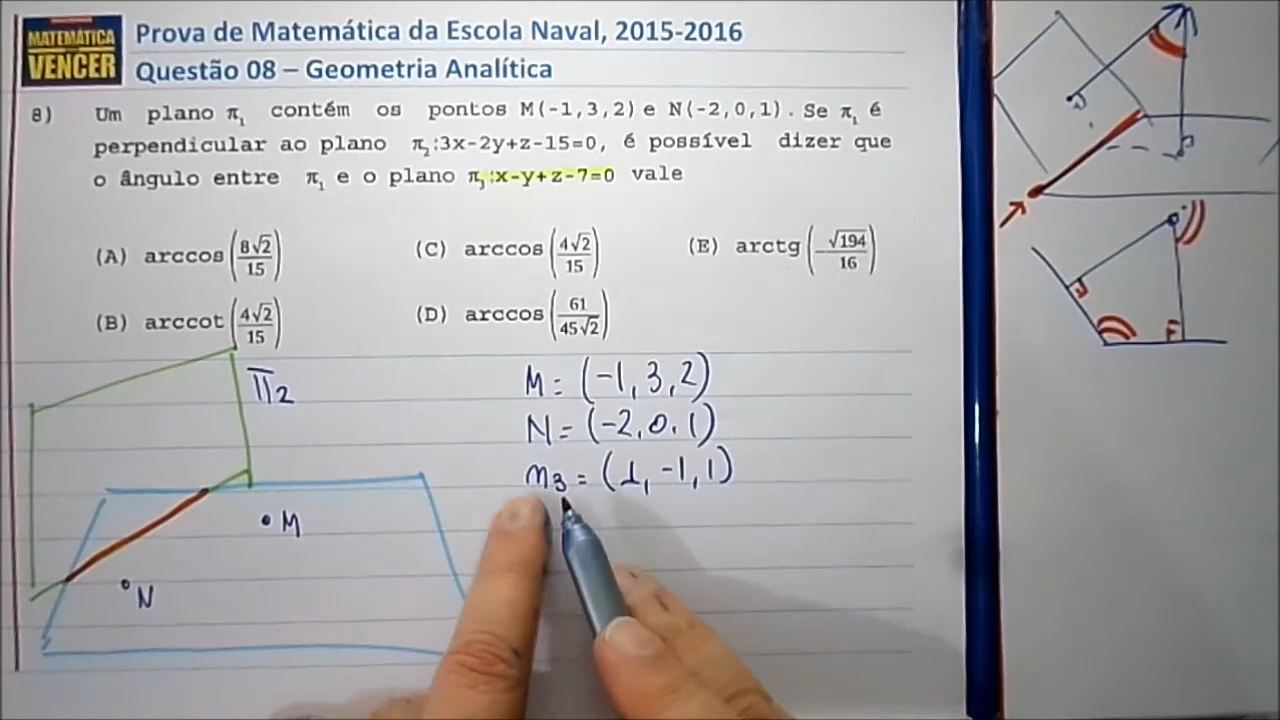 MATEMÁTICA
PARA
VENCER
Prova de Matemática da Escola Naval, 2015-2016
Questão 08 – Geometria Analítica
8) Um plano π₁ contém os pontos M(-1,3,2) e N(-2,0,1). Se π₁ é
perpendicular ao plano π₂:3x-2y+z-15=0, é possível dizer que
o ângulo entre π₁ e o plano π₃:x-y+z-7=0 vale
(A) arccos(8√2/15) (C) arccos(4√2/15) (E) arctg(-√194/16)
(B) arccot(4√2/15) (D) arccos(61/45√2)
π2
M = (-1, 3, 2)
N = (-2, 0, 1)
n3 = (1, -1, 1)
M
N